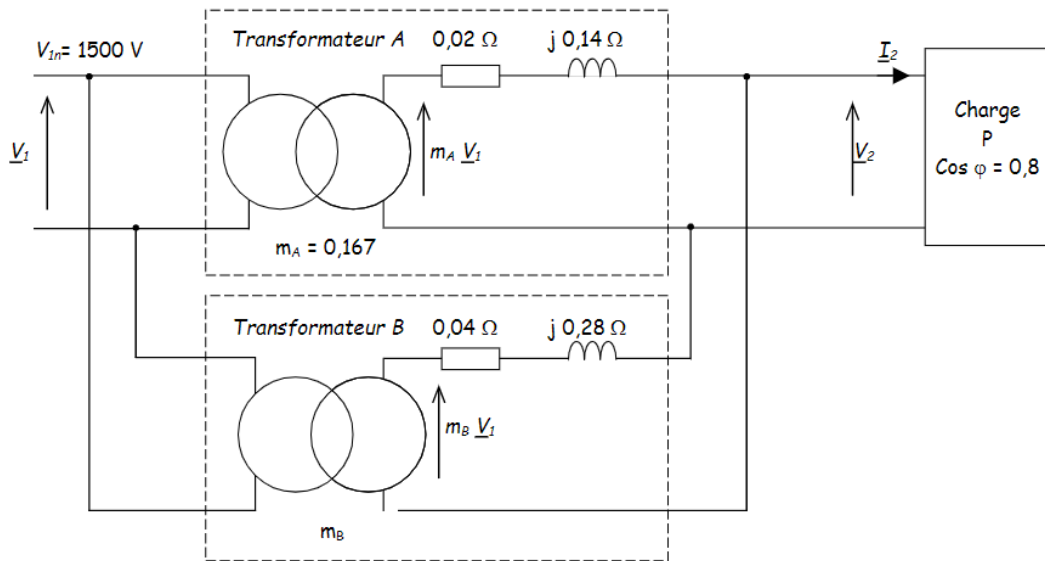 V1n= 1500 V
Transformateur A
0,02 Ω
j 0,14 Ω
I2
V1
mA V1
V2
Charge
P
Cos φ = 0,8
mA = 0,167
Transformateur B
0,04 Ω
j 0,28 Ω
mB V1
mB